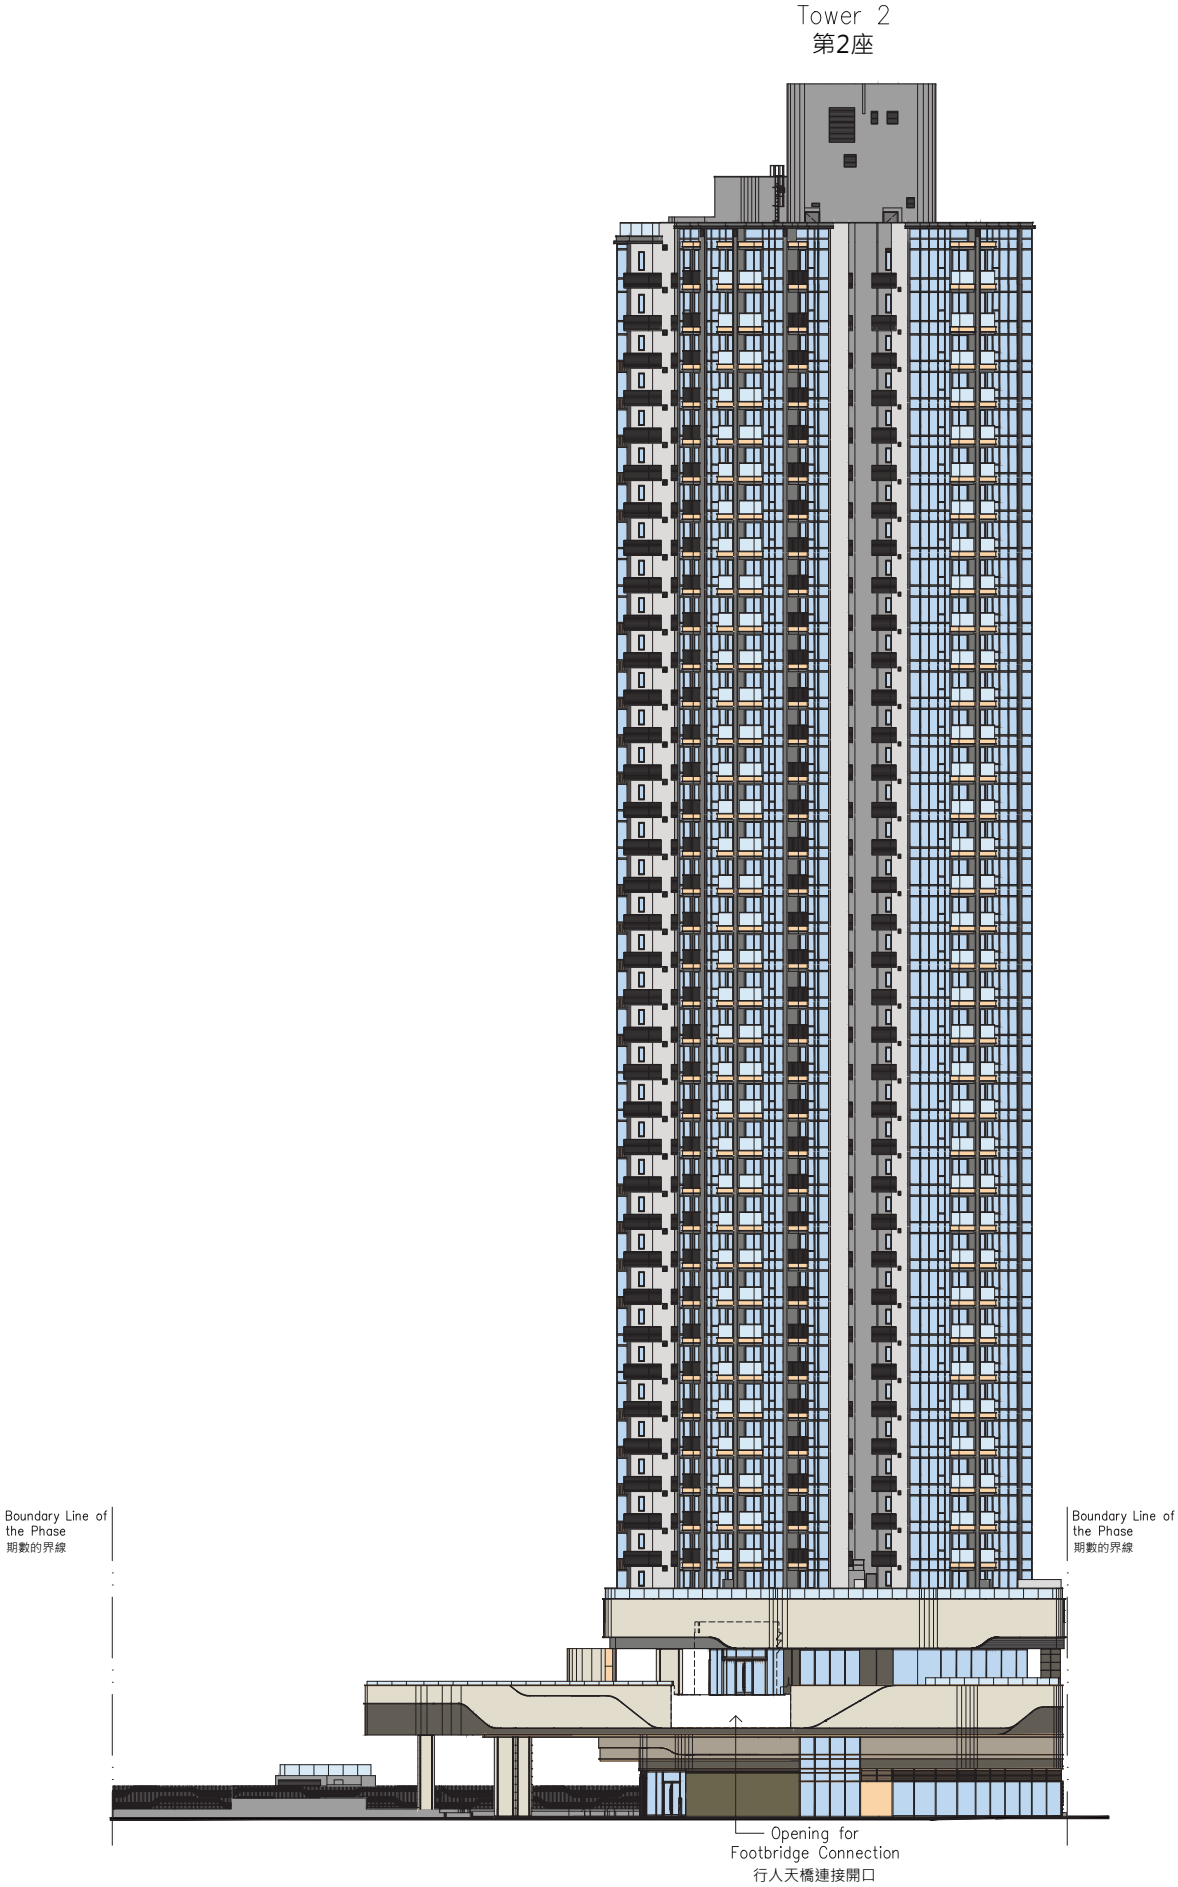 Tower 2
第2座
Boundary Line of
the Phase
期數的界線
Boundary Line of
the Phase
期數的界線
Opening for
Footbridge Connection
行人天橋連接開口